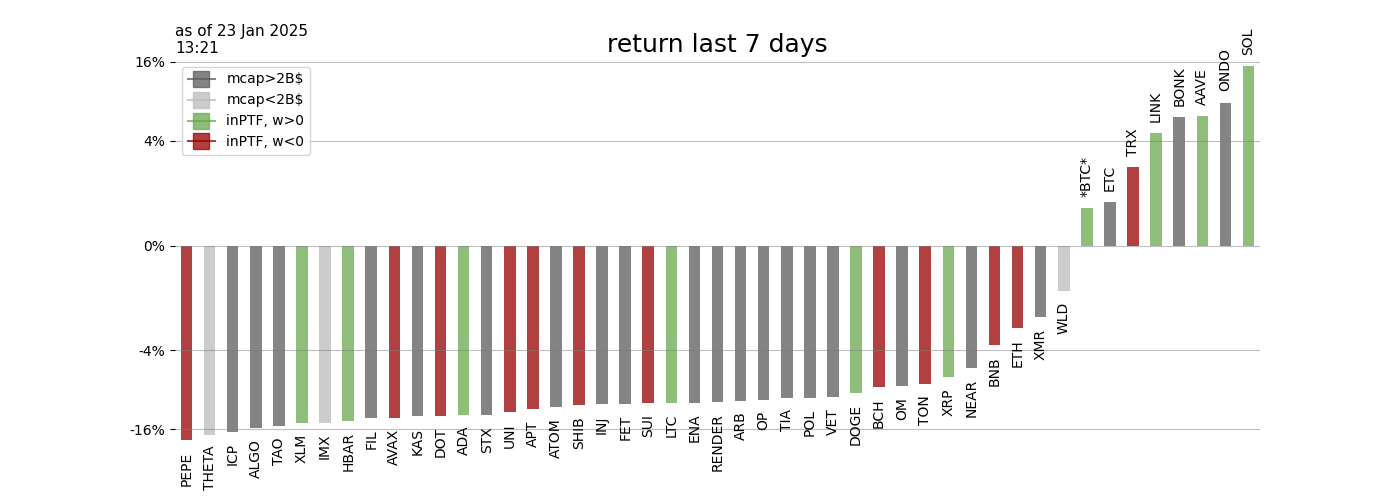 as of 23 Jan 2025
13:21
return last 7 days
16%
4%
0%
-4%
-16%
mcap>2B$
mcap<2B$
inPTF, w>0
inPTF, w<0
PEPE
THETA
ICP
ALGO
TAO
XLM
IMX
HBAR
FIL
AVAX
KAS
DOT
ADA
STX
UNI
APT
ATOM
SHIB
INJ
FET
SUI
LTC
ENA
RENDER
ARB
OP
TIA
POL
VET
DOGE
BCH
OM
TON
XRP
NEAR
BNB
ETH
XMR
WLD
*BTC*
ETC
TRX
LINK
BONK
AAVE
ONDO
SOL